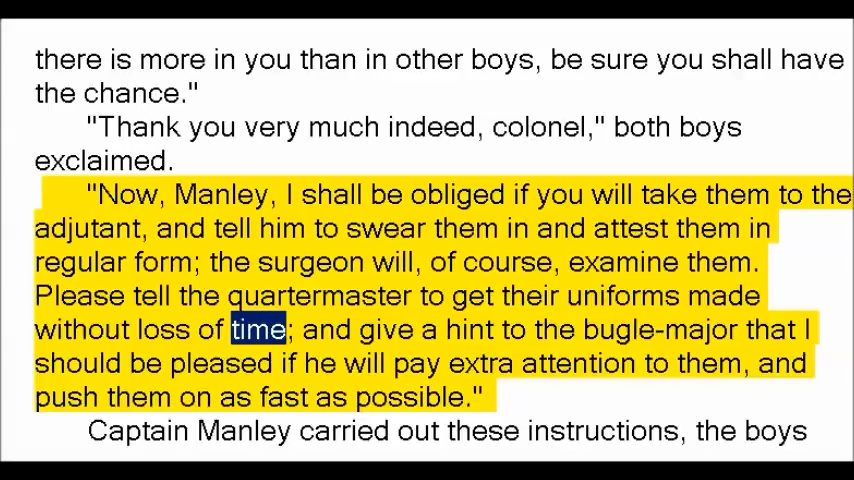 there is more in you than in other boys, be sure you shall have
the chance."
"Thank you very much indeed, colonel," both boys
exclaimed.
"Now, Manley, I shall be obliged if you will take them to the
adjutant, and tell him to swear them in and attest them in
regular form; the surgeon will, of course, examine them.
Please tell the quartermaster to get their uniforms made
without loss of time; and give a hint to the bugle-major that I
should be pleased if he will pay extra attention to them, and
push them on as fast as possible."
Captain Manley carried out these instructions, the boys